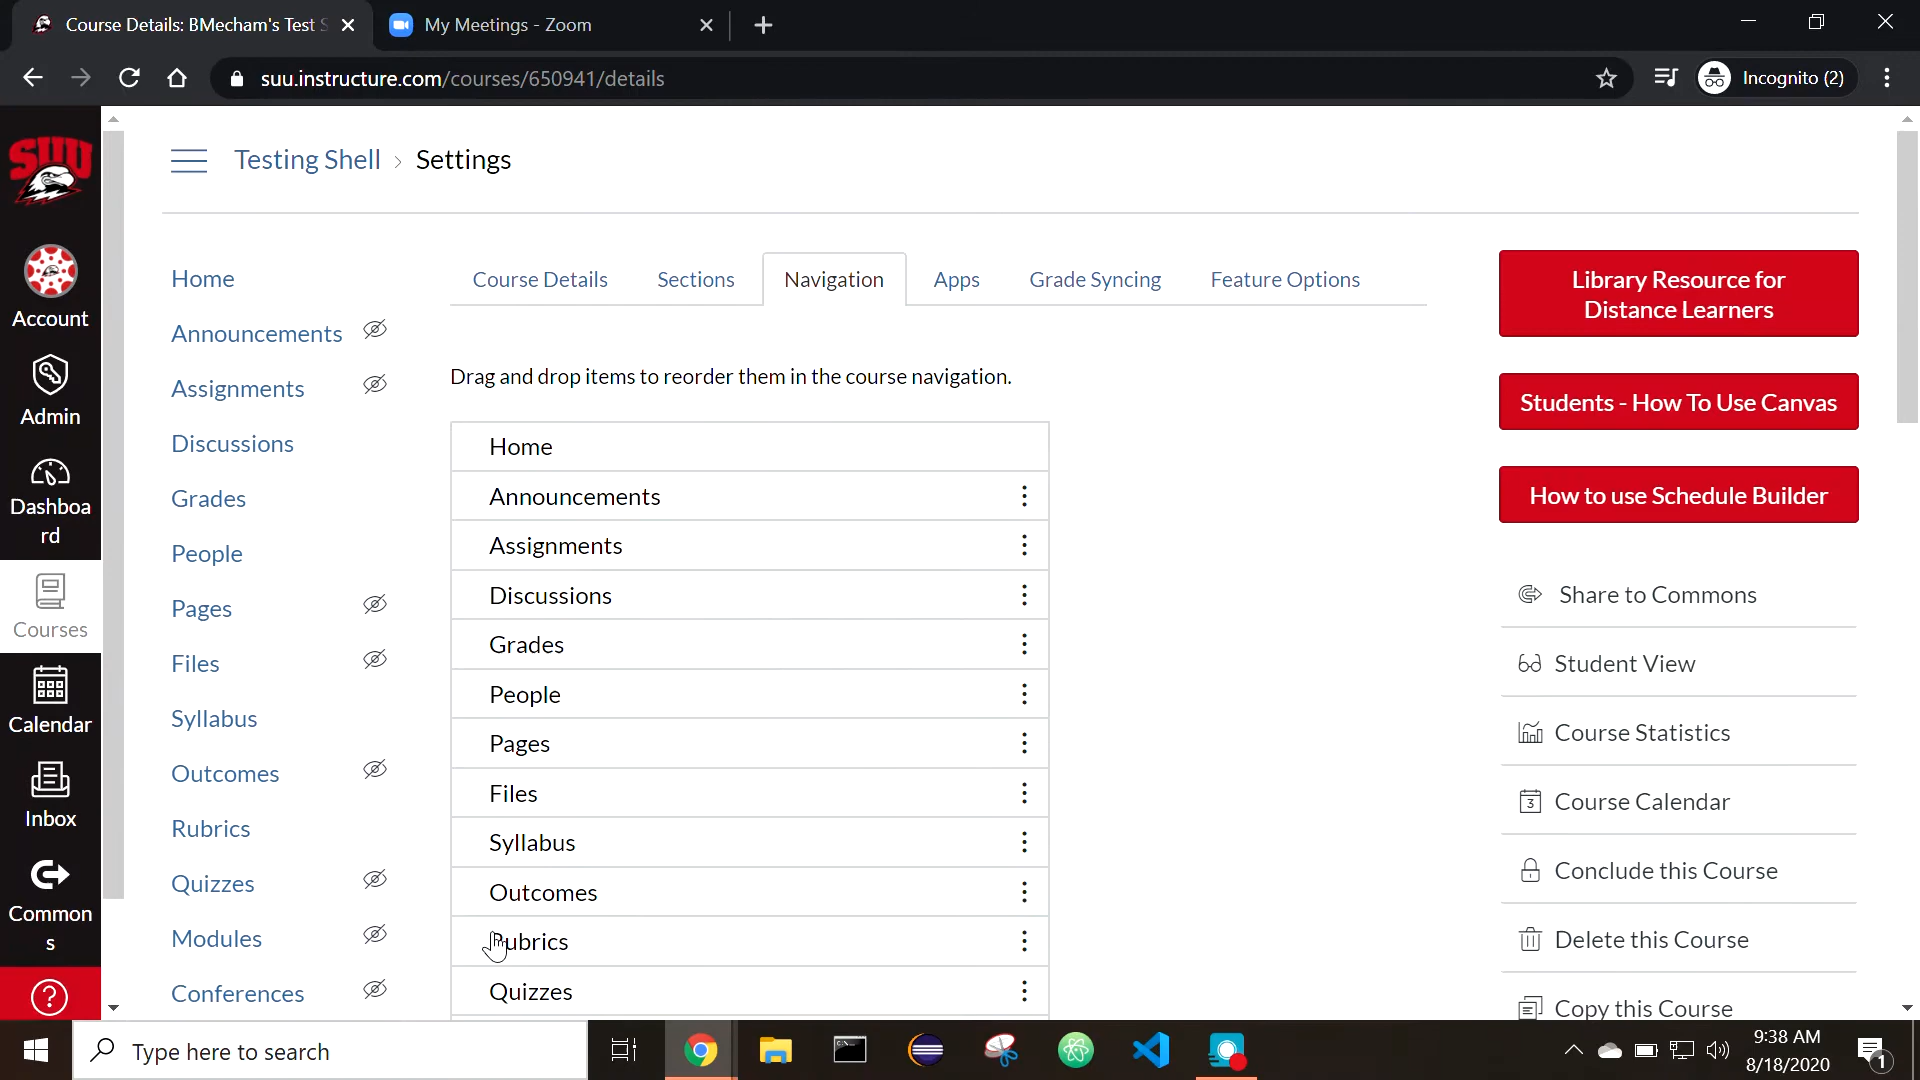 Course Details: BMecham's Test S
My Meetings - Zoom
suu.instructure.com/courses/650941/details
Incognito (2)
SUU
Account
Admin
Dashboa
rd
Courses
Calendar
Inbox
Common
s
Testing Shell
Settings
Home
Announcements
Assignments
Discussions
Grades
People
Pages
Files
Syllabus
Outcomes
Rubrics
Quizzes
Modules
Conferences
Course Details
Sections
Navigation
Apps
Grade Syncing
Feature Options
Drag and drop items to reorder them in the course navigation.
Home
Announcements
Assignments
Discussions
Grades
People
Pages
Files
Syllabus
Outcomes
Rubrics
Quizzes
Library Resource for
Distance Learners
Students - How To Use Canvas
How to use Schedule Builder
Share to Commons
Student View
Course Statistics
3
Course Calendar
Conclude this Course
Delete this Course
Copy this Course
Type here to search
9:38 AM
8/18/2020
1